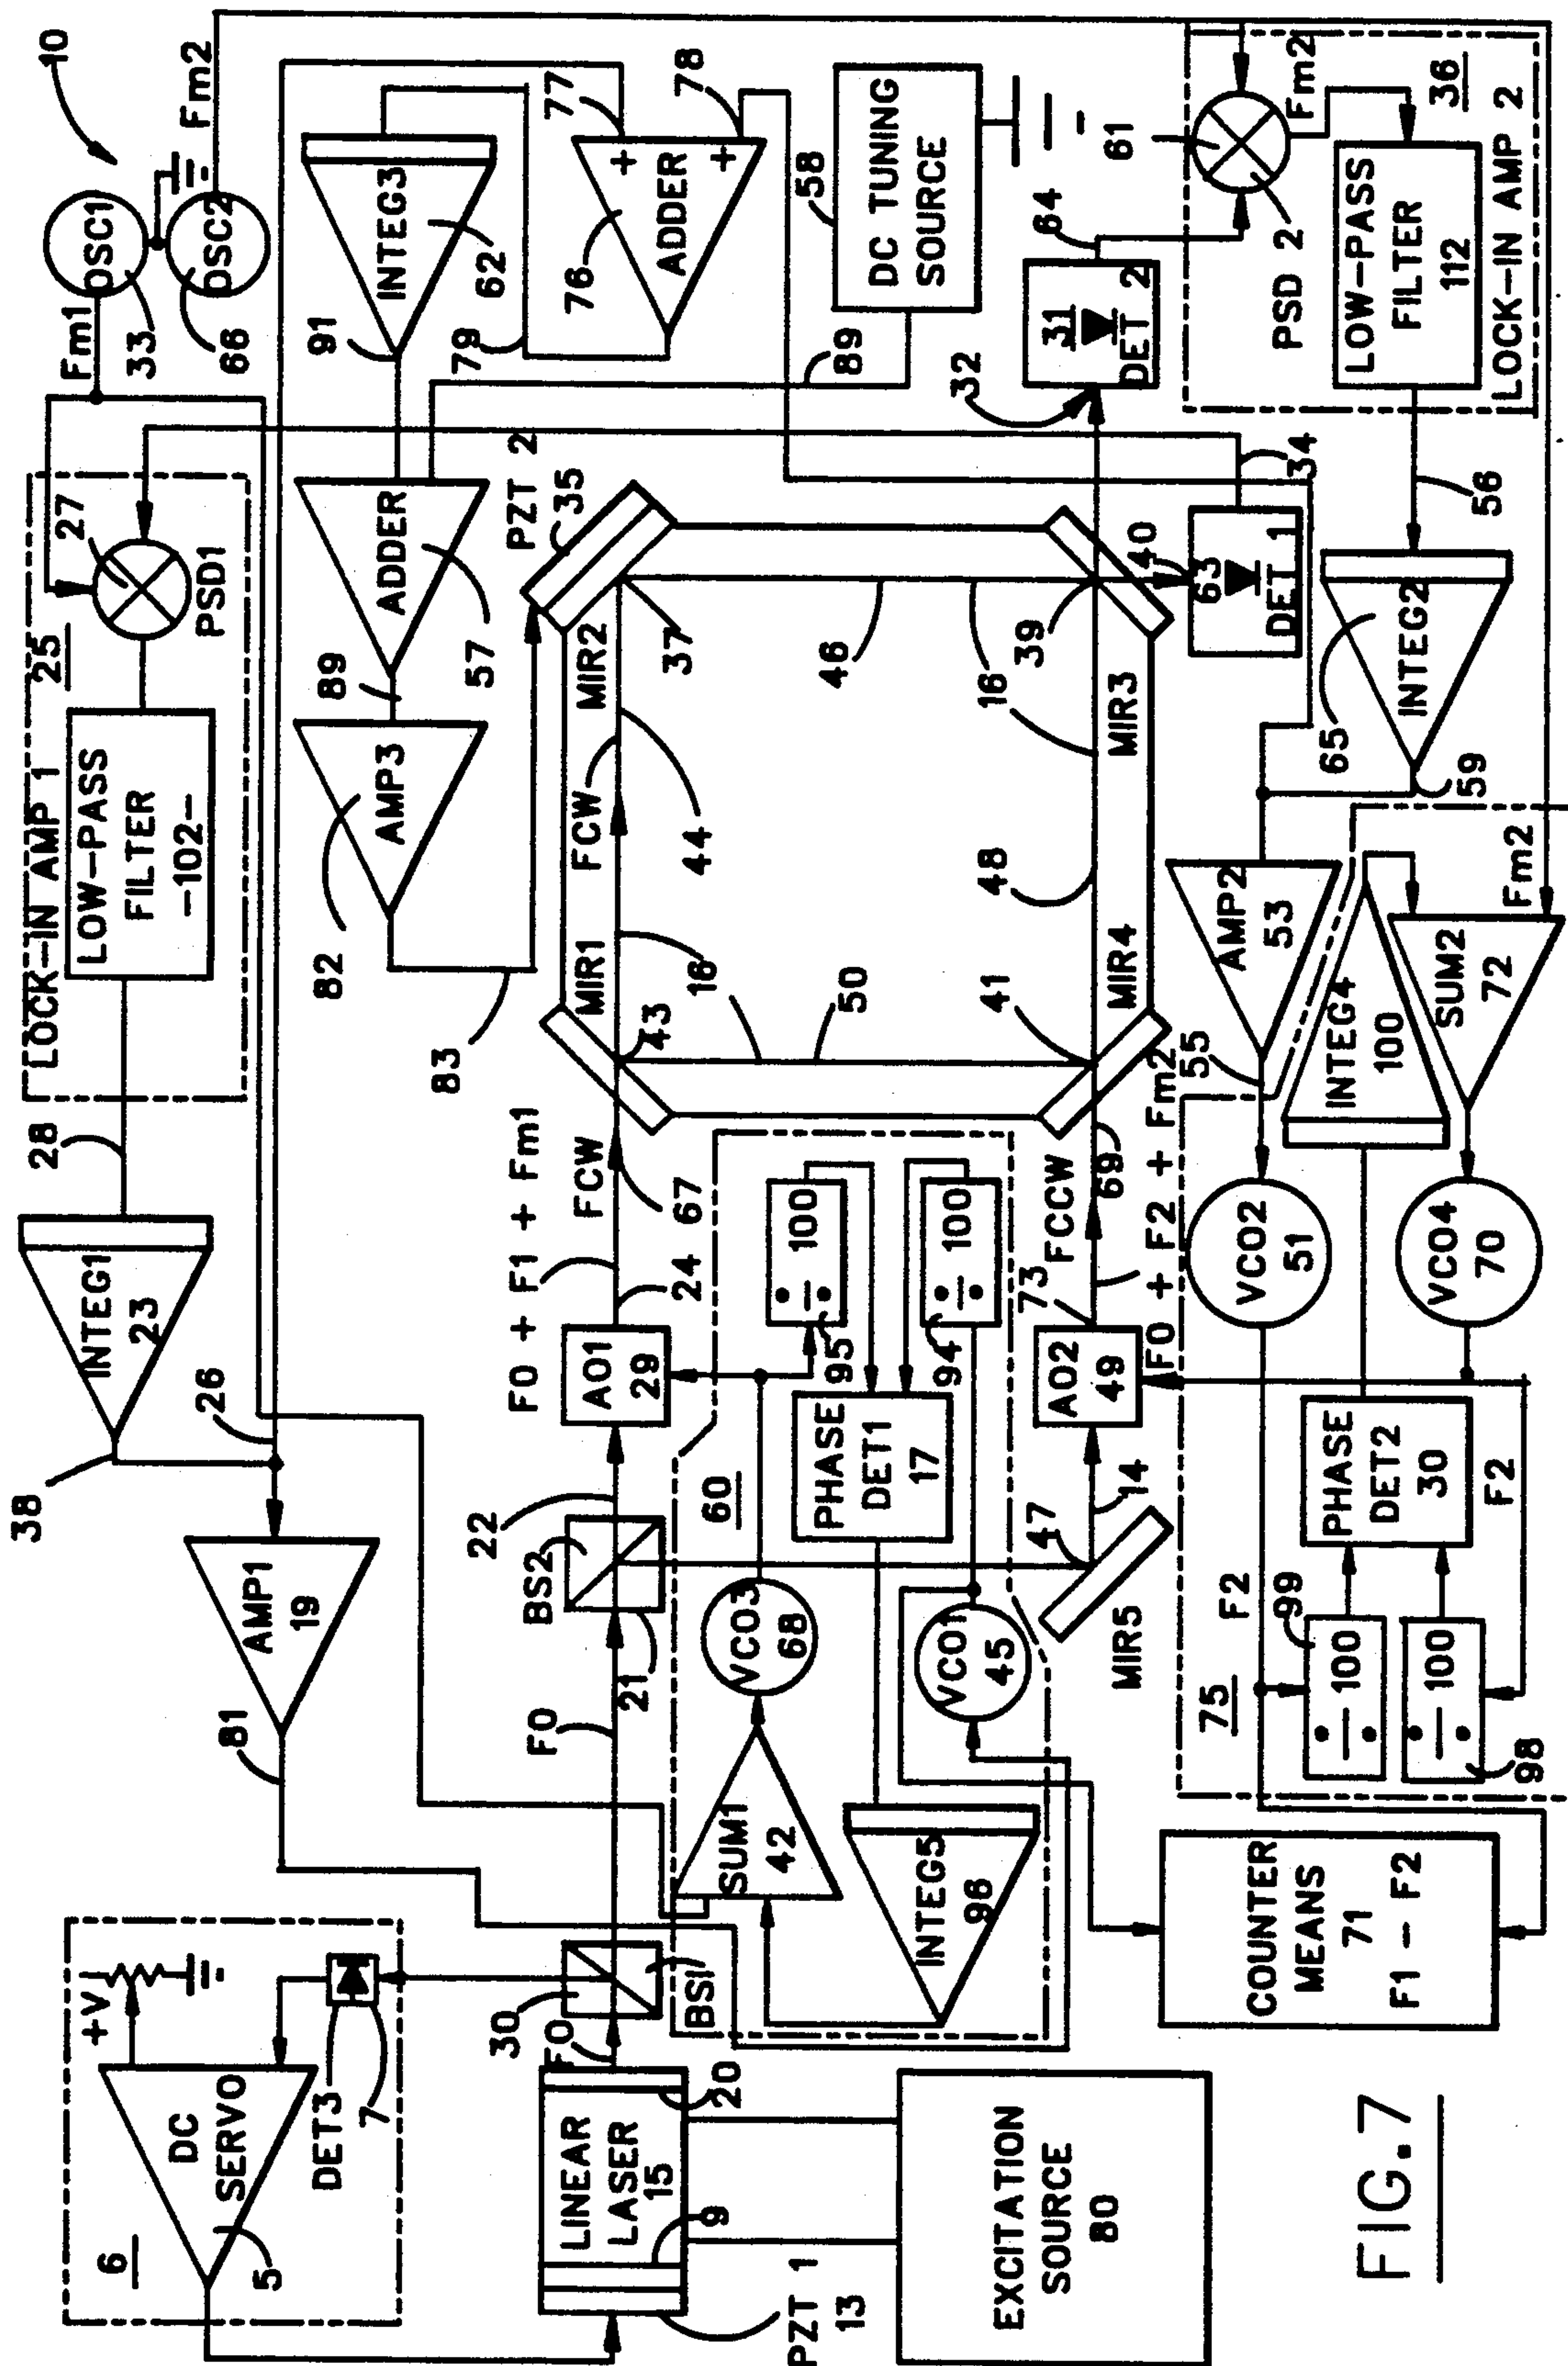 10
OSC1
33
Fm1
OSC2
66
Fm2
LOCK-IN AMP 1
25
27
PSD1
LOW-PASS
FILTER
-102-
28
INTEG1
23
38
26
AMP1
19
81
6
DC
SERVO
5
+V
DET3
7
INTEG3
62
91
79
77
78
76
ADDER
+
+
DC TUNING
SOURCE
58
89
ADDER
57
89
AMP3
82
83
PZT 2
35
MIR2
37
FCW
44
MIR1
16
43
50
46
16
39
MIR3
48
41
MIR4
32
31
DET 2
64
63
40
DET 1
34
61
PSD 2
Fm2
36
LOW-PASS
FILTER
112
LOCK-IN AMP 2
56
INTEG2
65
59
AMP2
53
55
INTEG4
100
SUM2
72
Fm2
VCO2
51
VCO4
70
75
F2
99
÷ 100
÷ 100
98
PHASE
DET2
30
F2
F0 + F1 + Fm1
FCW
67
24
AO1
29
95
÷ 100
÷ 100
94
PHASE
DET1
17
60
FCCW
69
73
F0 + F2 + Fm2
AO2
49
14
47
MIR5
22
BS2
21
F0
VCO3
68
VCO1
45
SUM1
42
INTEG5
96
30
F0
BS1
LINEAR
LASER
15
20
9
PZT 1
13
EXCITATION
SOURCE
80
COUNTER
MEANS
71
F1 - F2
FIG.7